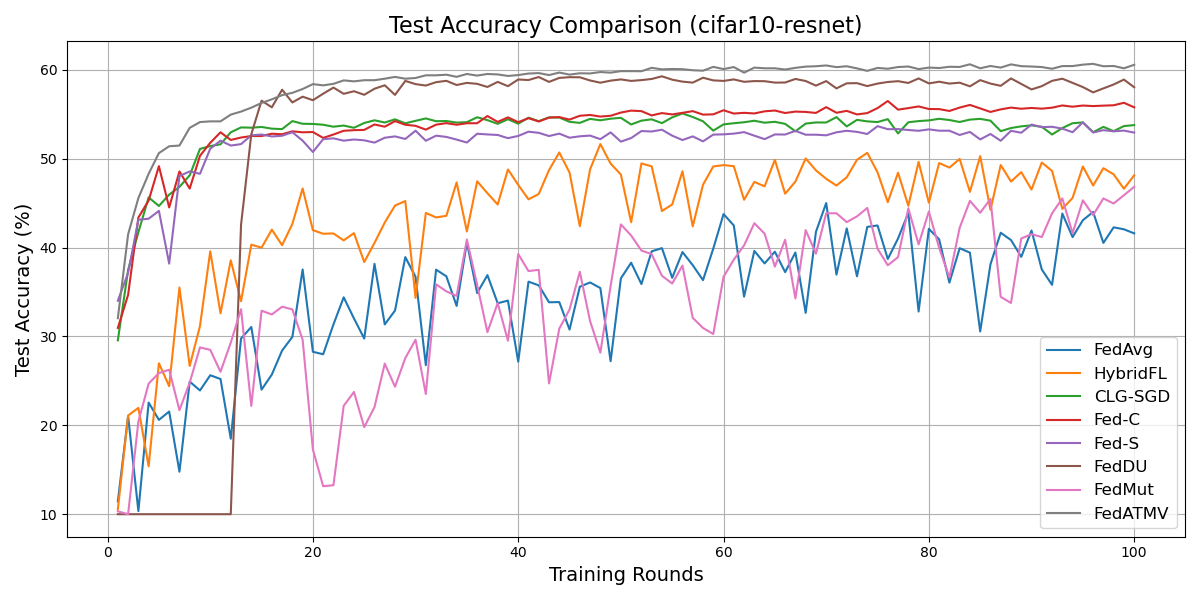 Test Accuracy Comparison (cifar10-resnet)
Test Accuracy (%)
60
50
40
30
20
10
0
20
40
60
80
100
Training Rounds
FedAvg
HybridFL
CLG-SGD
Fed-C
Fed-S
FedDU
FedMut
FedATMV